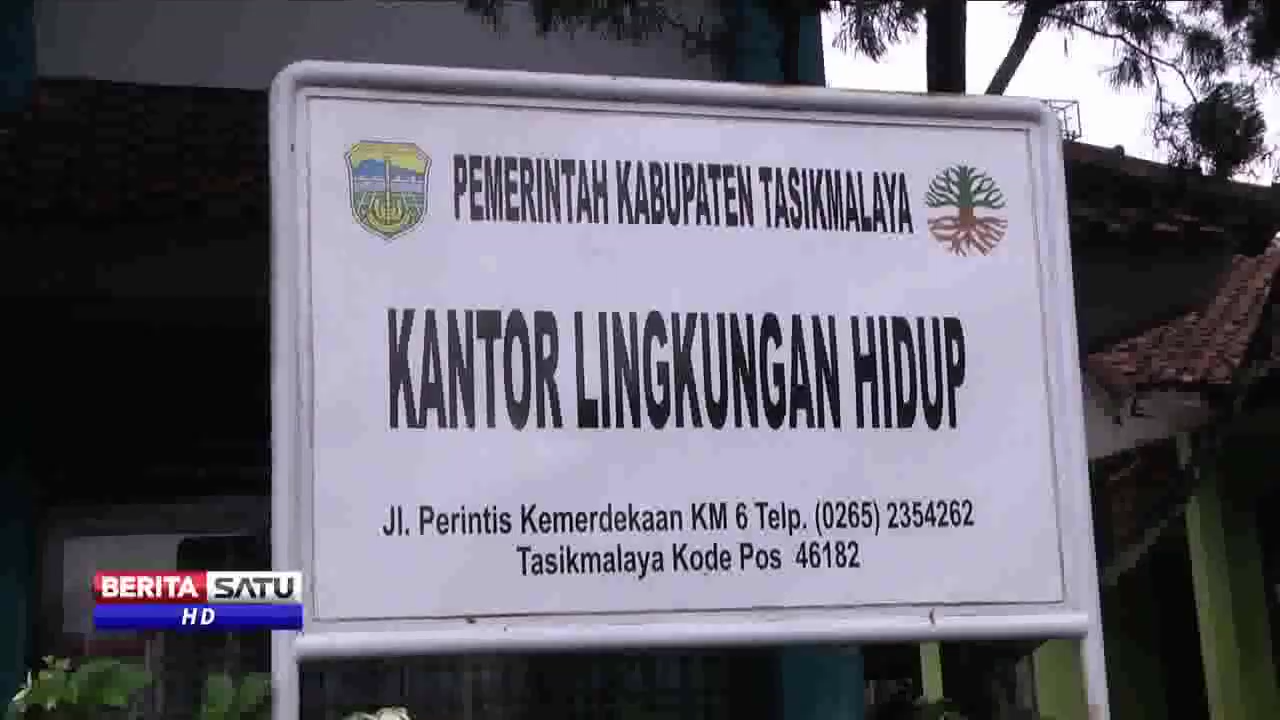 PEMERINTAH KABUPATEN TASIKMALAYA
KANTOR LINGKUNGAN HIDUP
Jl. Perintis Kemerdekaan KM 6 Telp. (0265) 2354262
Tasikmalaya Kode Pos 46182
BERITA SATU
HD